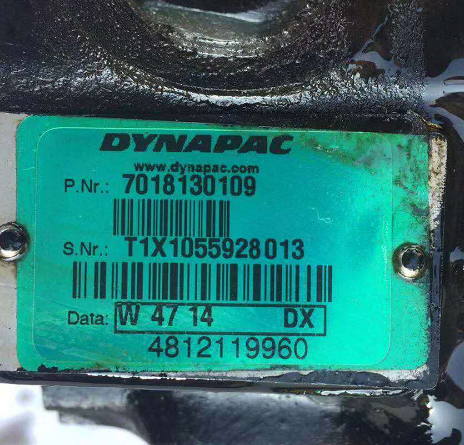 DYNAPAC
www.dynapac.com
P.Nr.: 7018130109
S.Nr.: T1X1055928013
Data: W 47 14 DX
4812119960